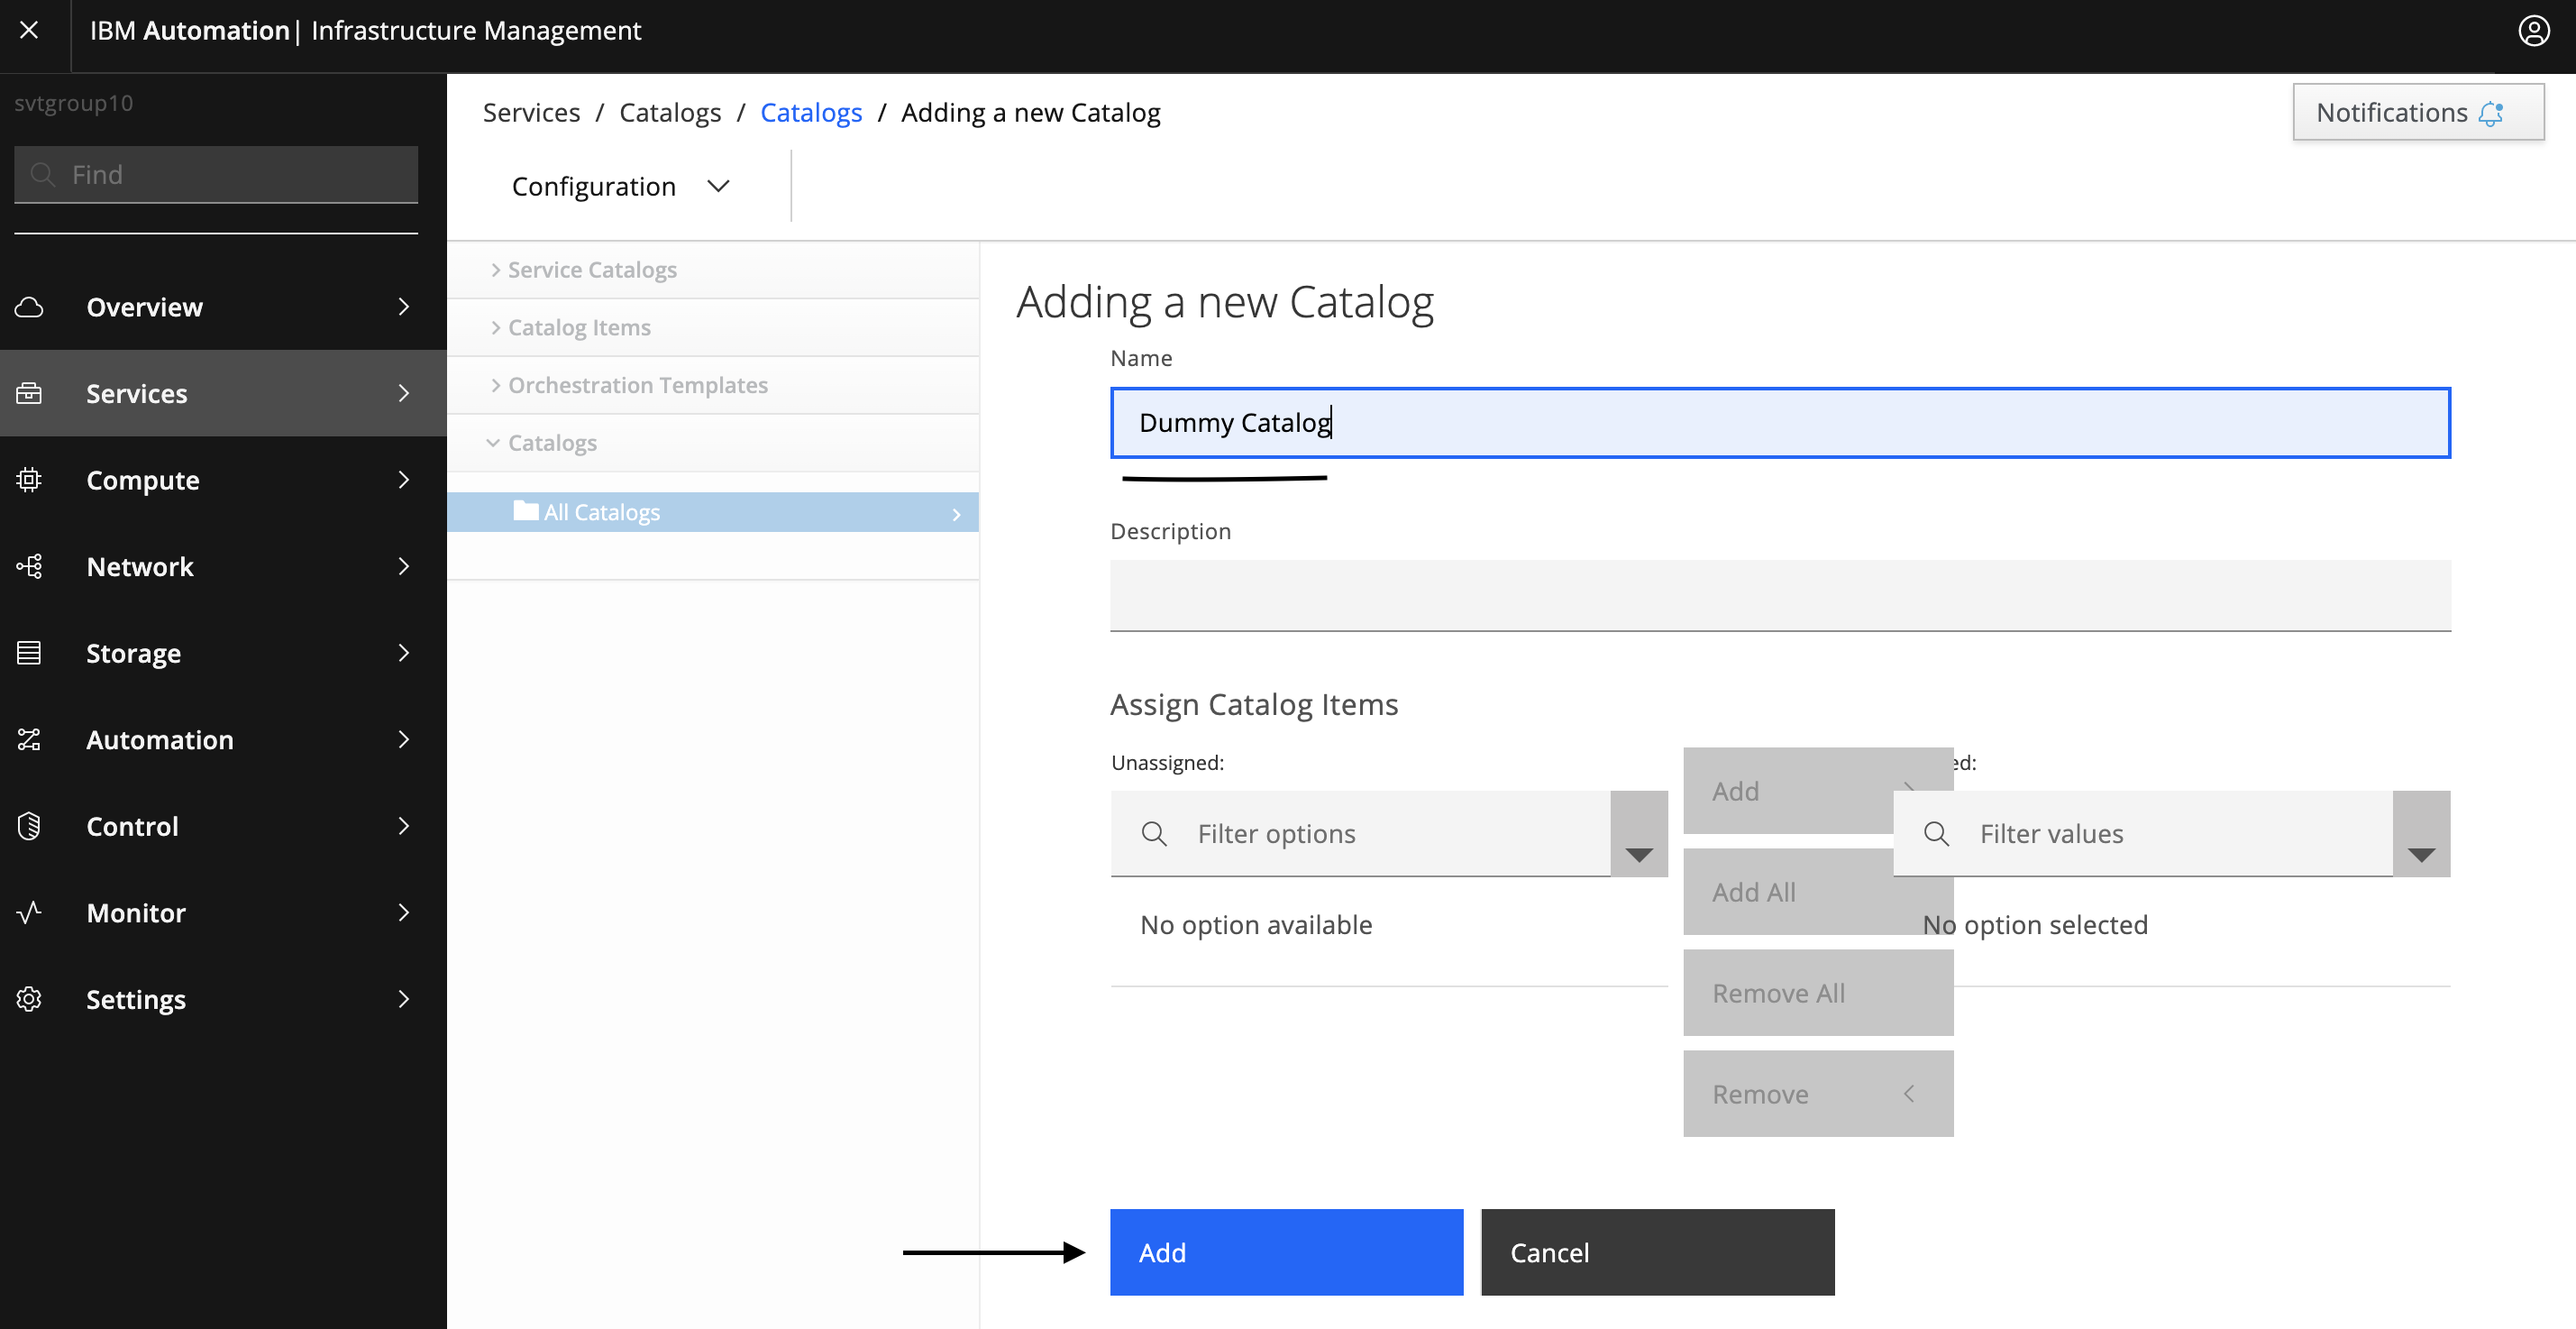 IBM Automation| Infrastructure Management
svtgroup10
Find
Overview
Services
Compute
Network
Storage
Automation
Control
Monitor
Settings
Services / Catalogs / Catalogs / Adding a new Catalog
Notifications
Configuration
Service Catalogs
Catalog Items
Orchestration Templates
Catalogs
All Catalogs
Adding a new Catalog
Name
Dummy Catalog
Description
Assign Catalog Items
Unassigned:
Filter options
No option available
Add
Add All
Remove All
Remove
ed:
Filter values
No option selected
Add
Cancel